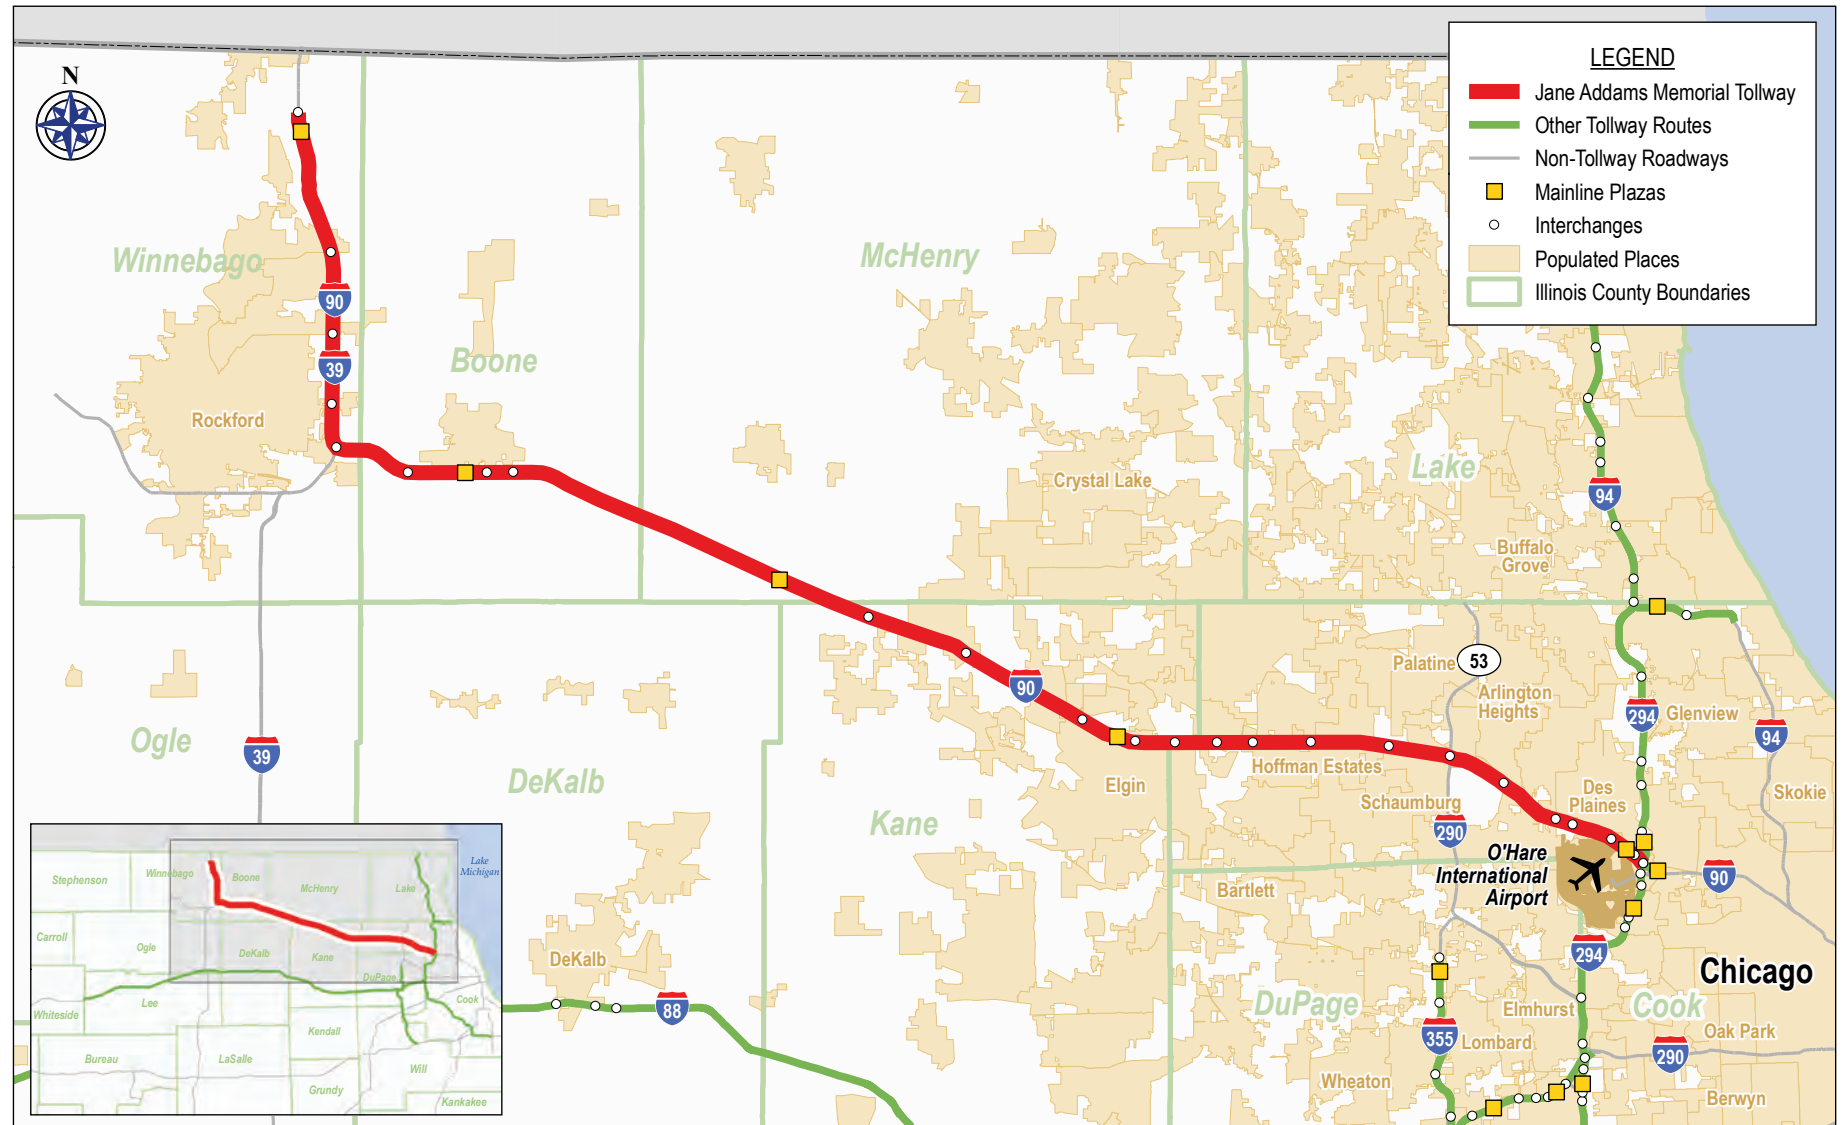 N
LEGEND
Jane Addams Memorial Tollway
Other Tollway Routes
Non-Tollway Roadways
Mainline Plazas
Interchanges
Populated Places
Illinois County Boundaries
Winnebago
McHenry
90
Boone
39
Rockford
Crystal Lake
Lake
94
Buffalo
Grove
Palatine
53
90
Arlington
Heights
294
Glenview
94
Ogle
39
DeKalb
Hoffman Estates
Elgin
Des
Plaines
Skokie
Schaumburg
Kane
290
O'Hare
International
Airport
90
Bartlett
294
DeKalb
Chicago
88
DuPage
Elmhurst
Cook
355
Lombard
Oak Park
290
Wheaton
Berwyn
Lake
Michigan
Stephenson
Winnebago
Boone
McHenry
Lake
Carroll
Ogle
DeKalb
Kane
DuPage
Cook
Lee
Whiteside
Kendall
Bureau
LaSalle
Will
Grundy
Kankakee